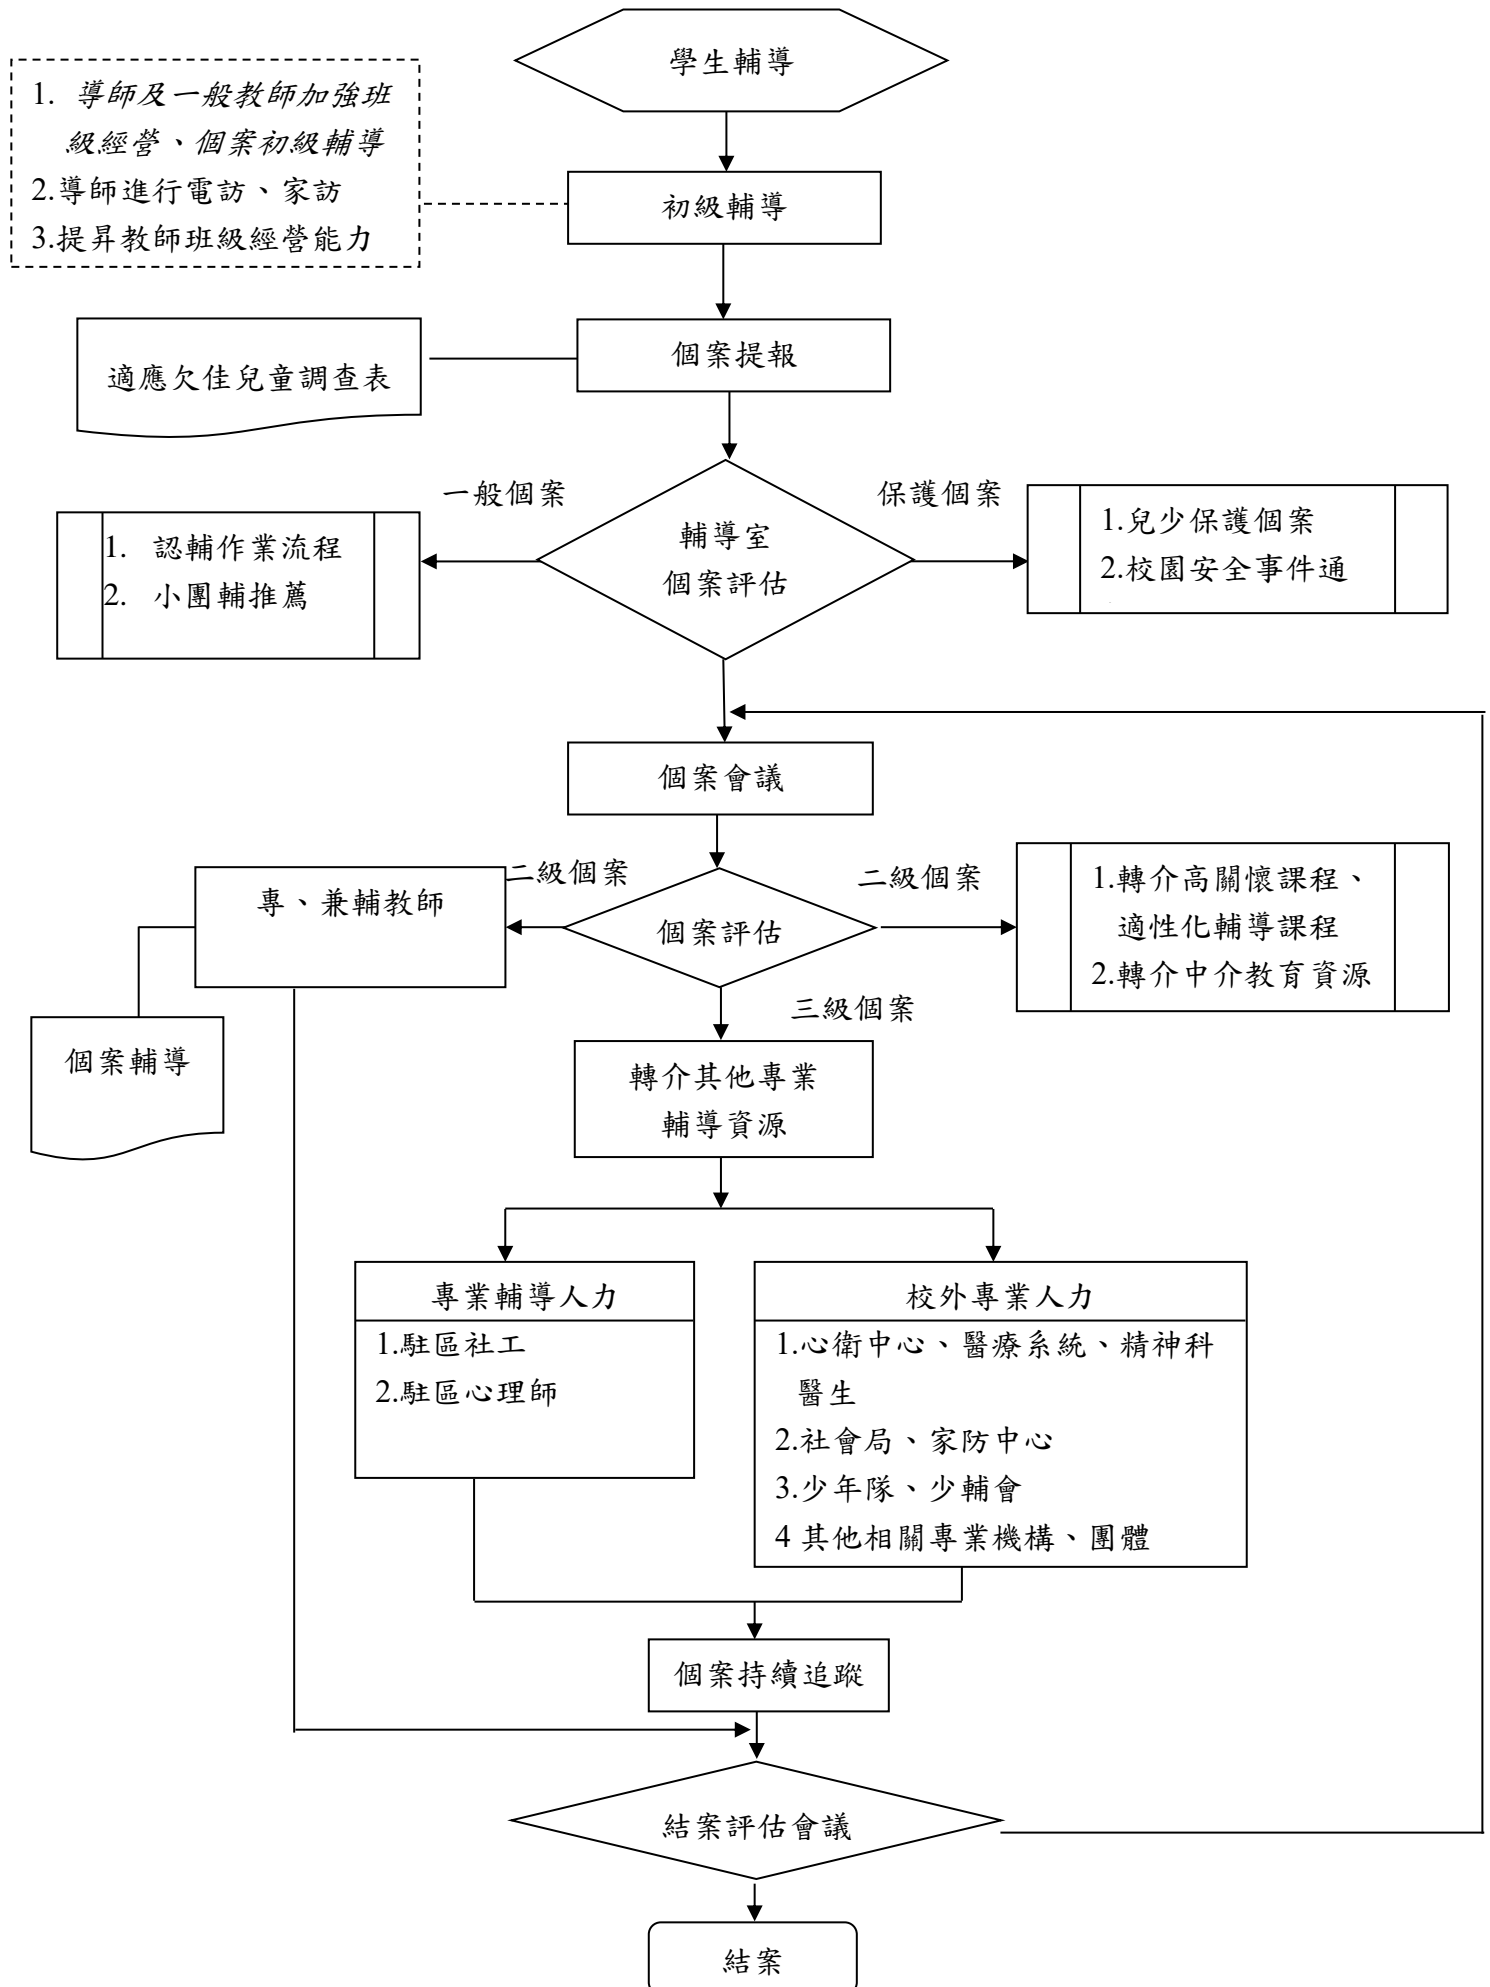 學生輔導
1. 導師及一般教師加強班
級經營、個案初級輔導
2.導師進行電訪、家訪
3.提昇教師班級經營能力
初級輔導
個案提報
適應欠佳兒童調查表
一般個案
保護個案
輔導室
個案評估
1. 認輔作業流程
2. 小團輔推薦
1.兒少保護個案
2.校園安全事件通
個案會議
二級個案
二級個案
專、兼輔教師
個案評估
1.轉介高關懷課程、
適性化輔導課程
2.轉介中介教育資源
三級個案
個案輔導
轉介其他專業
輔導資源
專業輔導人力
1.駐區社工
2.駐區心理師
校外專業人力
1.心衛中心、醫療系統、精神科
醫生
2.社會局、家防中心
3.少年隊、少輔會
4 其他相關專業機構、團體
個案持續追蹤
結案評估會議
結案